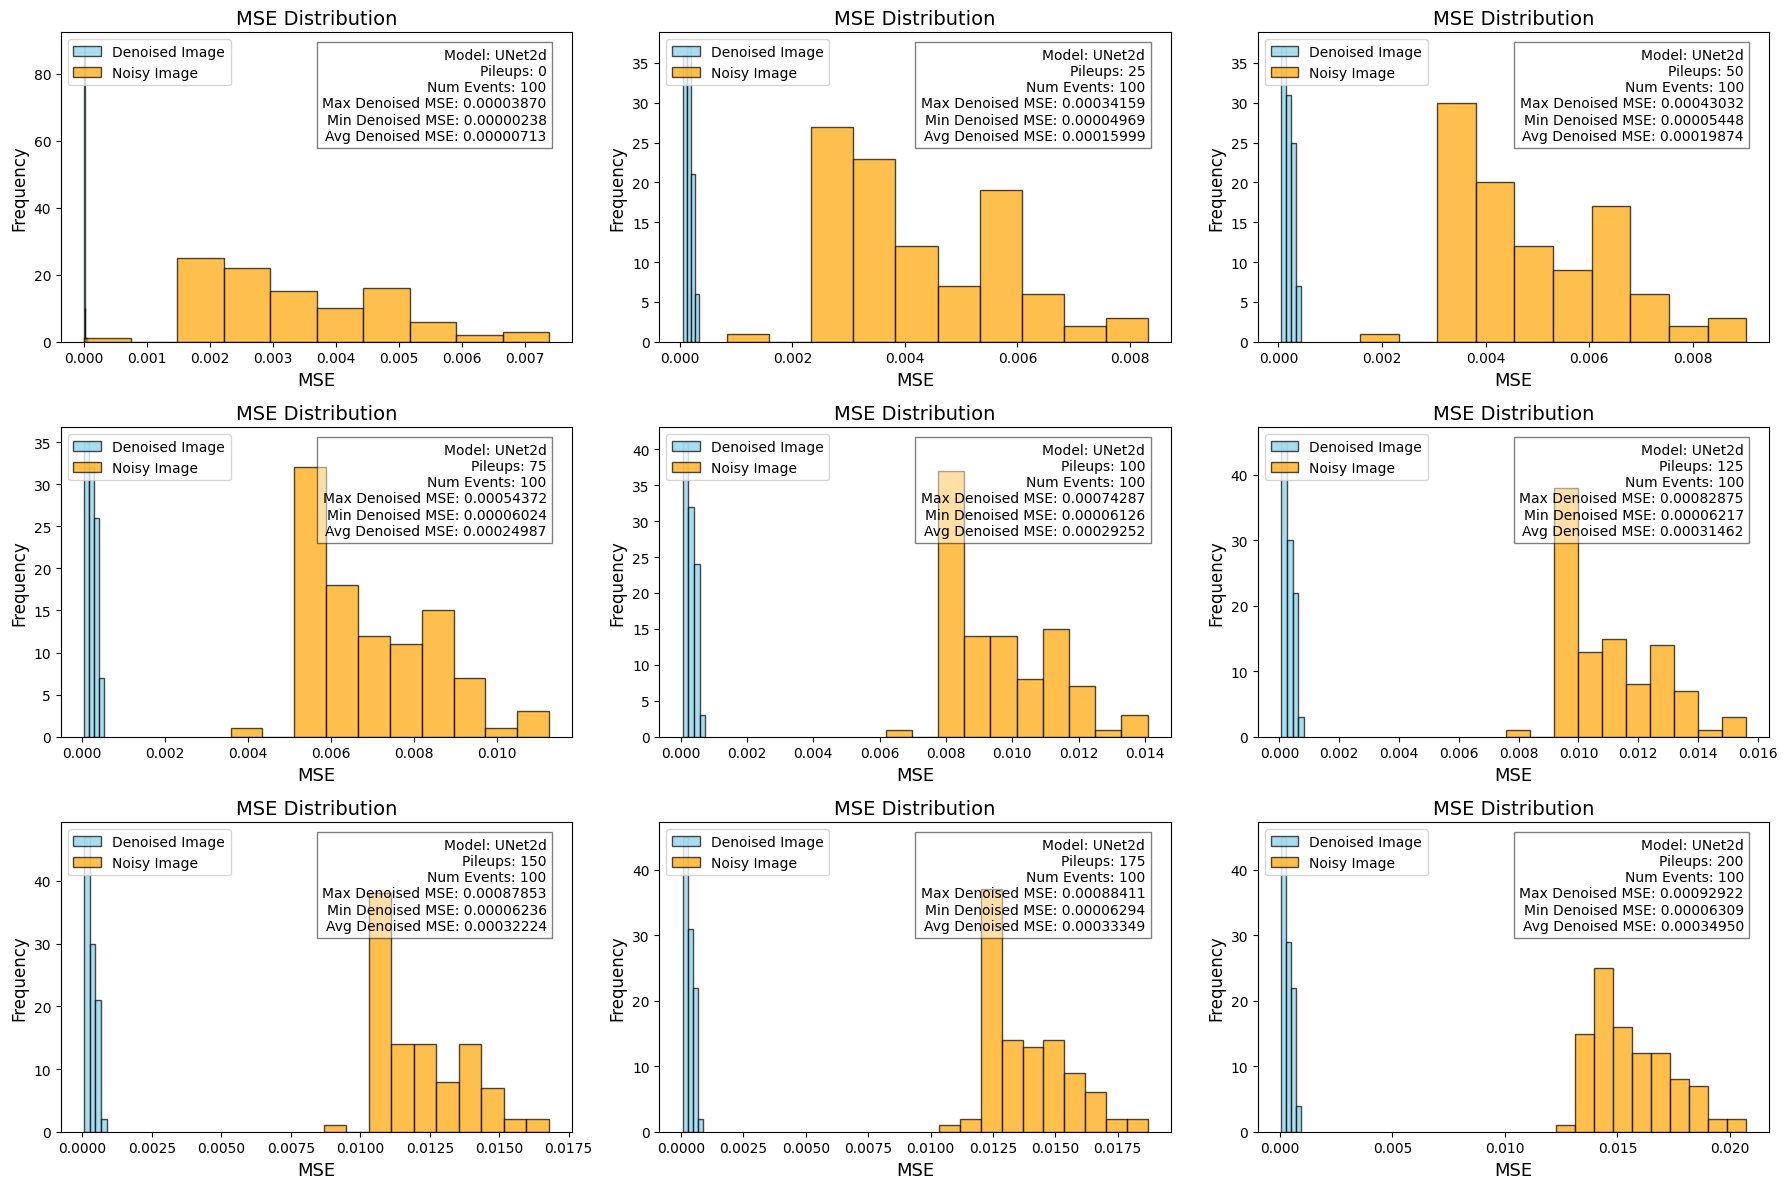 MSE Distribution
Denoised Image
Noisy Image
Model: UNet2d
Pileups: 0
Num Events: 100
Max Denoised MSE: 0.00003870
Min Denoised MSE: 0.00000238
Avg Denoised MSE: 0.00000713
Frequency
80
60
40
20
0
0.000 0.001 0.002 0.003 0.004 0.005 0.006 0.007
MSE
MSE Distribution
Denoised Image
Noisy Image
Model: UNet2d
Pileups: 25
Num Events: 100
Max Denoised MSE: 0.00034159
Min Denoised MSE: 0.00004969
Avg Denoised MSE: 0.00015999
Frequency
35
30
25
20
15
10
5
0
0.000 0.002 0.004 0.006 0.008
MSE
MSE Distribution
Denoised Image
Noisy Image
Model: UNet2d
Pileups: 50
Num Events: 100
Max Denoised MSE: 0.00043032
Min Denoised MSE: 0.00005448
Avg Denoised MSE: 0.00019874
Frequency
35
30
25
20
15
10
5
0
0.000 0.002 0.004 0.006 0.008
MSE
MSE Distribution
Denoised Image
Noisy Image
Model: UNet2d
Pileups: 75
Num Events: 100
Max Denoised MSE: 0.00054372
Min Denoised MSE: 0.00006024
Avg Denoised MSE: 0.00024987
Frequency
35
30
25
20
15
10
5
0
0.000 0.002 0.004 0.006 0.008 0.010
MSE
MSE Distribution
Denoised Image
Noisy Image
Model: UNet2d
Pileups: 100
Num Events: 100
Max Denoised MSE: 0.00074287
Min Denoised MSE: 0.00006126
Avg Denoised MSE: 0.00029252
Frequency
40
35
30
25
20
15
10
5
0
0.000 0.002 0.004 0.006 0.008 0.010 0.012 0.014
MSE
MSE Distribution
Denoised Image
Noisy Image
Model: UNet2d
Pileups: 125
Num Events: 100
Max Denoised MSE: 0.00082875
Min Denoised MSE: 0.00006217
Avg Denoised MSE: 0.00031462
Frequency
40
30
20
10
0
0.000 0.002 0.004 0.006 0.008 0.010 0.012 0.014 0.016
MSE
MSE Distribution
Denoised Image
Noisy Image
Model: UNet2d
Pileups: 150
Num Events: 100
Max Denoised MSE: 0.00087853
Min Denoised MSE: 0.00006236
Avg Denoised MSE: 0.00032224
Frequency
40
30
20
10
0
0.0000 0.0025 0.0050 0.0075 0.0100 0.0125 0.0150 0.0175
MSE
MSE Distribution
Denoised Image
Noisy Image
Model: UNet2d
Pileups: 175
Num Events: 100
Max Denoised MSE: 0.00088411
Min Denoised MSE: 0.00006294
Avg Denoised MSE: 0.00033349
Frequency
40
30
20
10
0
0.0000 0.0025 0.0050 0.0075 0.0100 0.0125 0.0150 0.0175
MSE
MSE Distribution
Denoised Image
Noisy Image
Model: UNet2d
Pileups: 200
Num Events: 100
Max Denoised MSE: 0.00092922
Min Denoised MSE: 0.00006309
Avg Denoised MSE: 0.00034950
Frequency
40
30
20
10
0
0.000 0.005 0.010 0.015 0.020
MSE